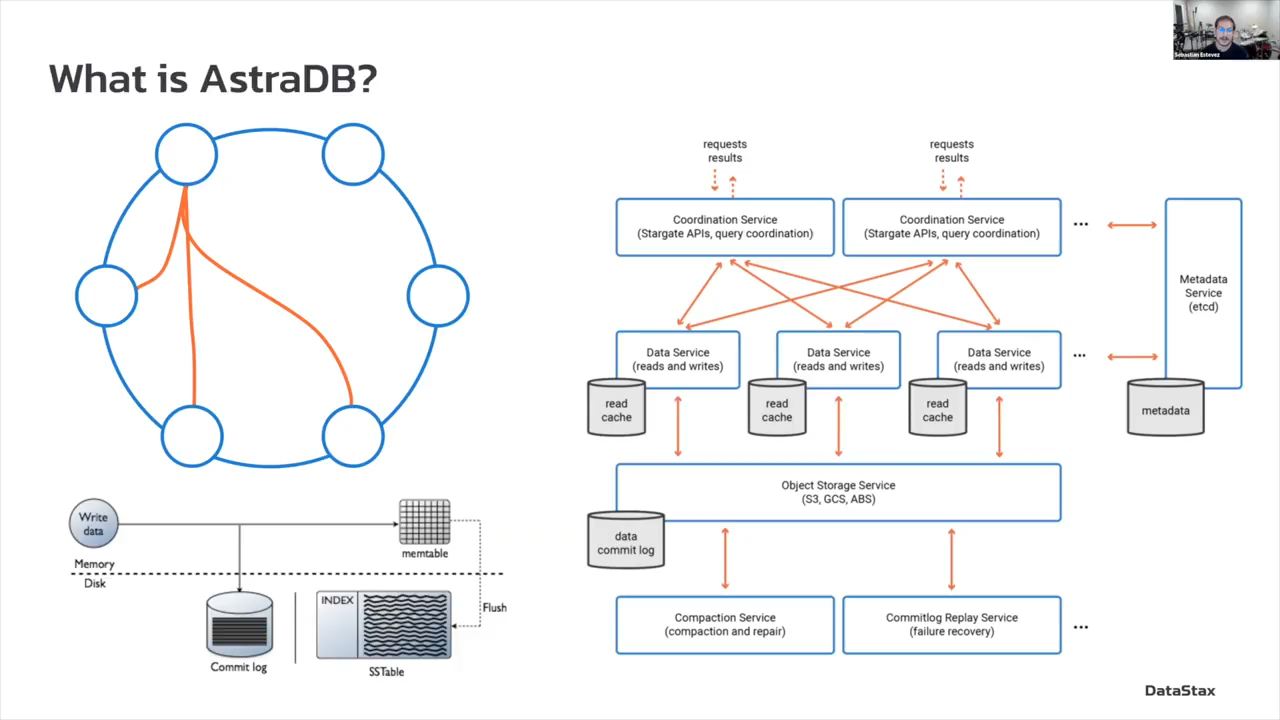 Sebastian Estevez
What is AstraDB?
Write
data
Memory
Disk
memtable
Flush
Commit log
INDEX
SSTable
requests
results
requests
results
Coordination Service
(Stargate APIs, query coordination)
Coordination Service
(Stargate APIs, query coordination)
...
Metadata
Service
(etcd)
metadata
Data Service
(reads and writes)
Data Service
(reads and writes)
Data Service
(reads and writes)
...
read
cache
read
cache
read
cache
Object Storage Service
(S3, GCS, ABS)
data
commit log
Compaction Service
(compaction and repair)
Commitlog Replay Service
(failure recovery)
...
DataStax